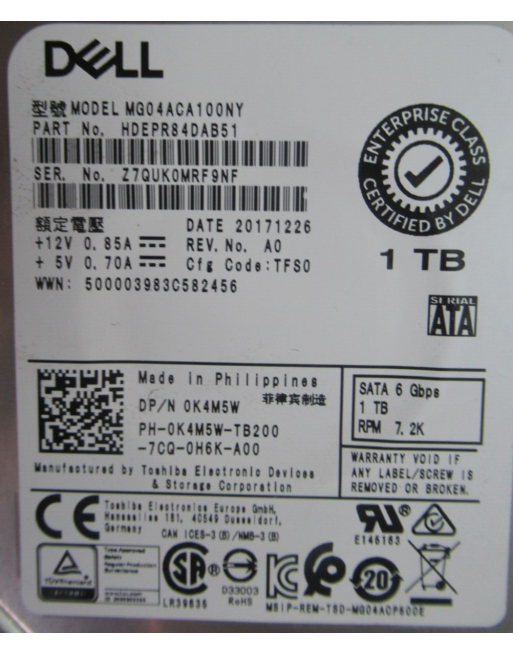 DELL
型號 MODEL MG04ACA100NY
PART No. HDEPR84DAB51
SER. No. Z7QUK0MRF9NF
額定電壓 DATE 20171226
+12V 0.85A REV.No. A0
+ 5V 0.70A Cfg Code:TFS0
WWN: 500003983C582456
ENTERPRISE CLASS
CERTIFIED BY DELL
1 TB
SERIAL
ATA
Made in Philippines
菲律宾制造
DP/N 0K4M5W
PH-0K4M5W-TB200
-7CQ-0H6K-A00
Manufactured by Toshiba Electronic Devices
& Storage Corporation
SATA 6 Gbps
1 TB
RPM 7.2K
WARRANTY VOID IF
ANY LABEL/SCREW IS
REMOVED OR BROKEN.
CE
Toshiba Electronics Europe GmbH,
Hansaallee 181, 40549 Duesseldorf,
Germany
CAN ICES-3(B)/NMB-3(B)
E145163
LR39635
D33003
RoHS
20
MSIP-REM-TSD-MG04ACP600E